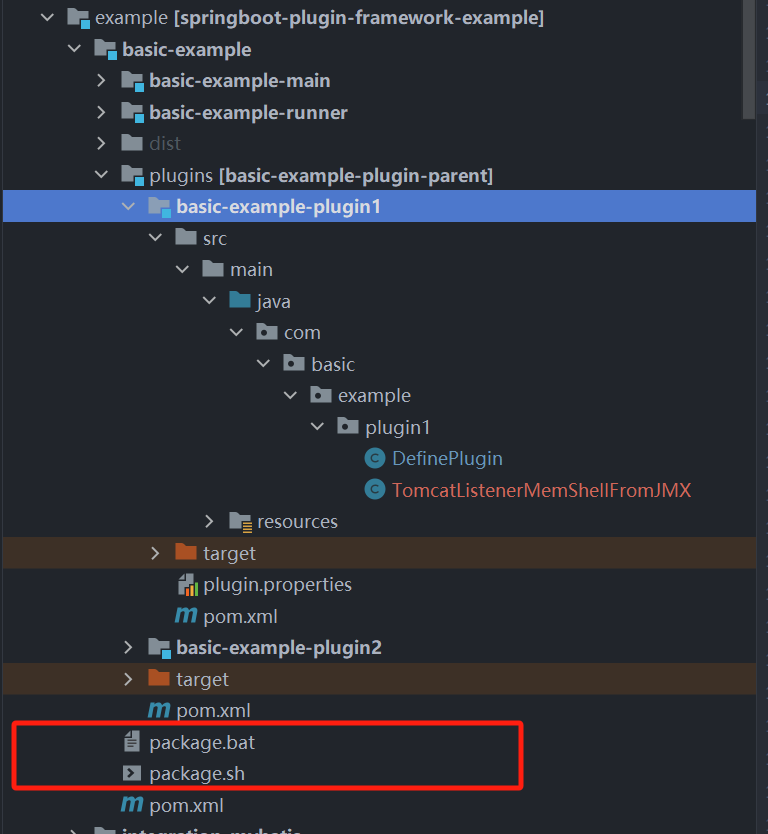 example [springboot-plugin-framework-example]
basic-example
basic-example-main
basic-example-runner
dist
plugins [basic-example-plugin-parent]
basic-example-plugin1
src
main
java
com
basic
example
plugin1
DefinePlugin
TomcatListenerMemShellFromJMX
resources
target
plugin.properties
pom.xml
basic-example-plugin2
target
pom.xml
package.bat
package.sh
pom.xml